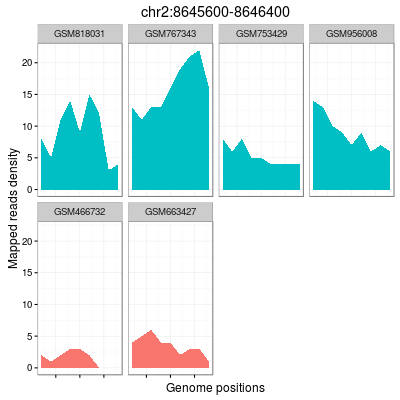 chr2:8645600-8646400
GSM818031 GSM767343 GSM753429 GSM956008
20
15
10
5
0
GSM466732 GSM663427
20
15
10
5
0
Mapped reads density
Genome positions